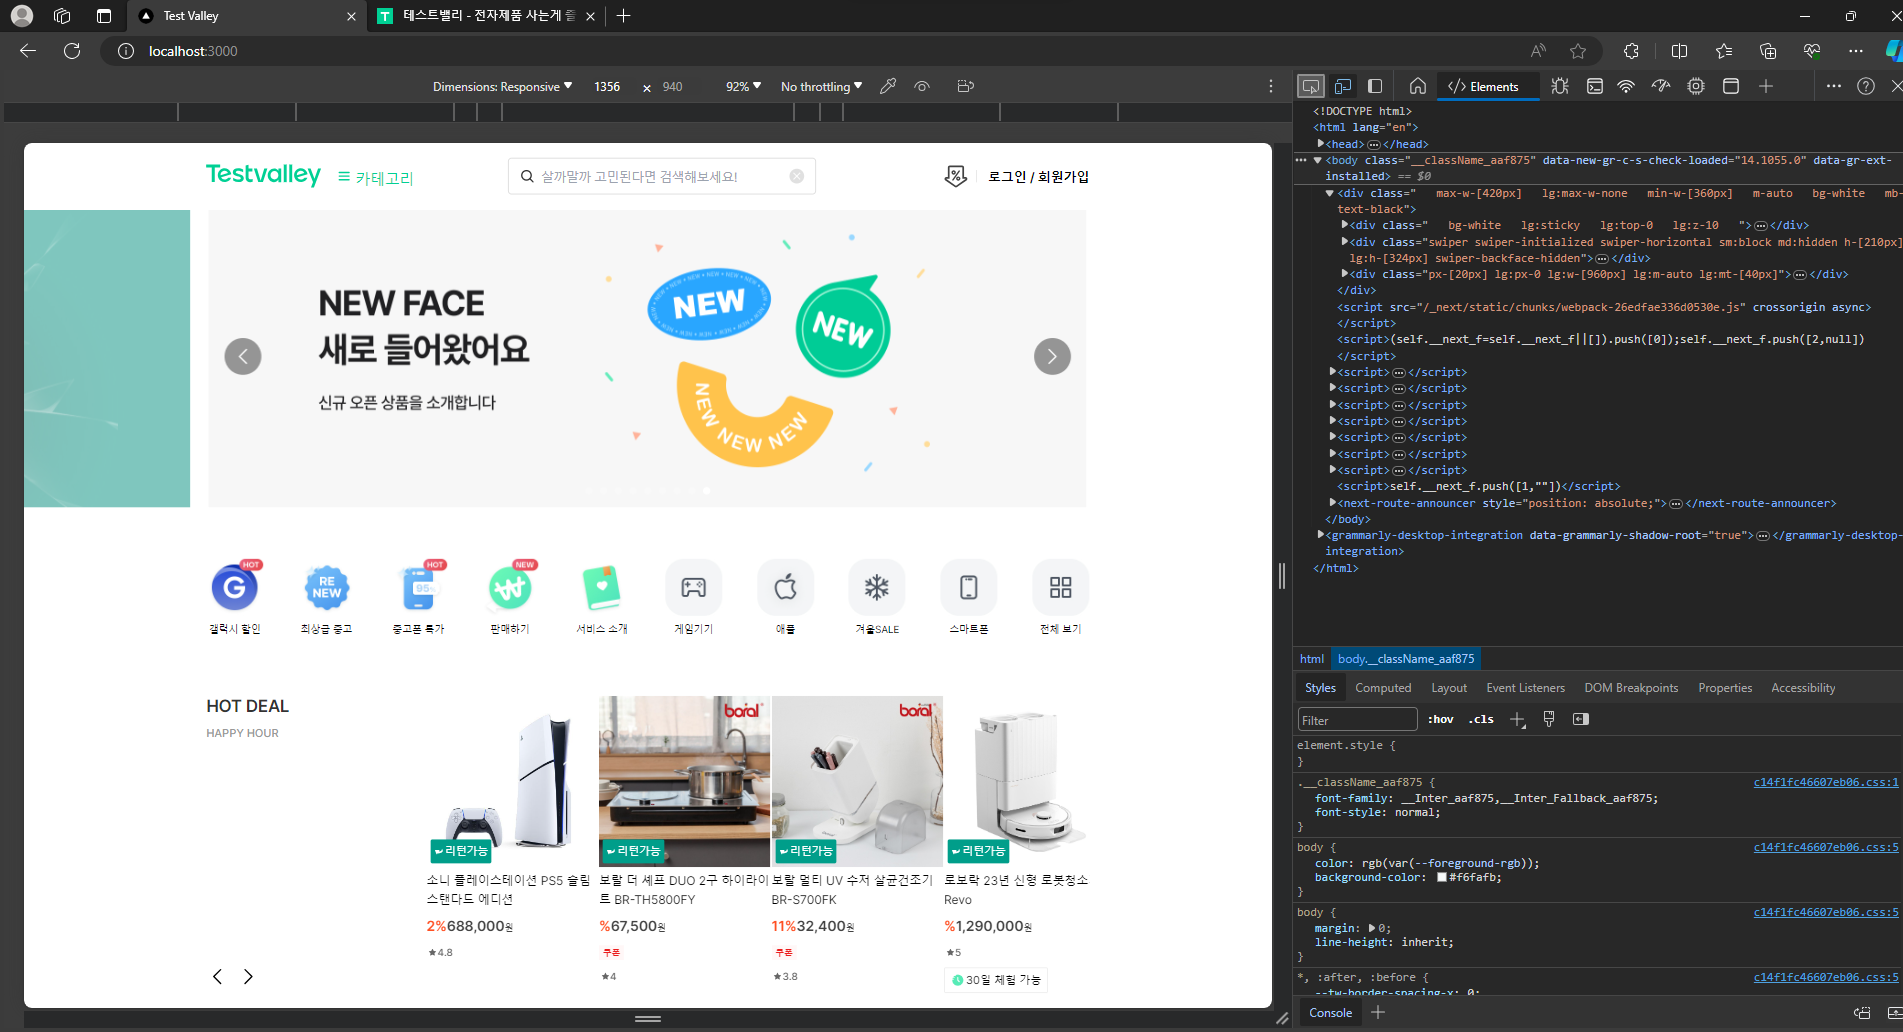 Test Valley
테스트밸리 - 전자제품 사는게 즐
localhost:3000
Dimensions: Responsive
1356
×
940
92%
No throttling
Elements
Testvalley
카테고리
살까말까 고민된다면 검색해보세요!
로그인 / 회원가입
NEW FACE
새로 들어왔어요
신규 오픈 상품을 소개합니다
NEW
NEW
NEW NEW NEW
HOT
HOT
NEW
G
RE
NEW
95%
갤럭시 할인
최상급 중고
중고폰 특가
판매하기
서비스 소개
게임기기
애플
겨울SALE
스마트폰
전체 보기
HOT DEAL
HAPPY HOUR
boral
boral
리턴가능
리턴가능
리턴가능
리턴가능
소니 플레이스테이션 PS5 슬림
스탠다드 에디션
2%688,000원
★4.8
보랄 더 셰프 DUO 2구 하이라이
트 BR-TH5800FY
%67,500원
쿠폰
★4
보랄 멀티 UV 수저 살균건조기
BR-S700FK
11%32,400원
쿠폰
★3.8
로보락 23년 신형 로봇청소
Revo
%1,290,000원
★5
30일 체험 가능
<!DOCTYPE html>
<html lang="en">
<head>…</head>
<body class="__className_aaf875" data-new-gr-c-s-check-loaded="14.1055.0" data-gr-ext-
installed> == $0
<div class="   max-w-[420px]   lg:max-w-none   min-w-[360px]   m-auto   bg-white   mb-
text-black">
<div class="   bg-white   lg:sticky   lg:top-0   lg:z-10   ">…</div>
<div class="swiper swiper-initialized swiper-horizontal sm:block md:hidden h-[210px]
lg:h-[324px] swiper-backface-hidden">…</div>
<div class="px-[20px] lg:px-0 lg:w-[960px] lg:m-auto lg:mt-[40px]">…</div>
</div>
<script src="/_next/static/chunks/webpack-26edfae336d0530e.js" crossorigin async>
</script>
<script>(self.__next_f=self.__next_f||[]).push([0]);self.__next_f.push([2,null])
</script>
<script>…</script>
<script>…</script>
<script>…</script>
<script>…</script>
<script>…</script>
<script>…</script>
<script>…</script>
<script>self.__next_f.push([1,""])</script>
<next-route-announcer style="position: absolute;">…</next-route-announcer>
</body>
<grammarly-desktop-integration data-grammarly-shadow-root="true">…</grammarly-desktop-
integration>
</html>
html
body.__className_aaf875
Styles
Computed
Layout
Event Listeners
DOM Breakpoints
Properties
Accessibility
Filter
:hov
.cls
element.style {
}
.__className_aaf875 {
c14f1fc46607eb06.css:1
font-family: __Inter_aaf875,__Inter_Fallback_aaf875;
font-style: normal;
}
body {
c14f1fc46607eb06.css:5
color: rgb(var(--foreground-rgb));
background-color: #f6fafb;
}
body {
c14f1fc46607eb06.css:5
margin: 0;
line-height: inherit;
}
*, :after, :before {
c14f1fc46607eb06.css:5
--tw-border-spacing-x: 0;
Console